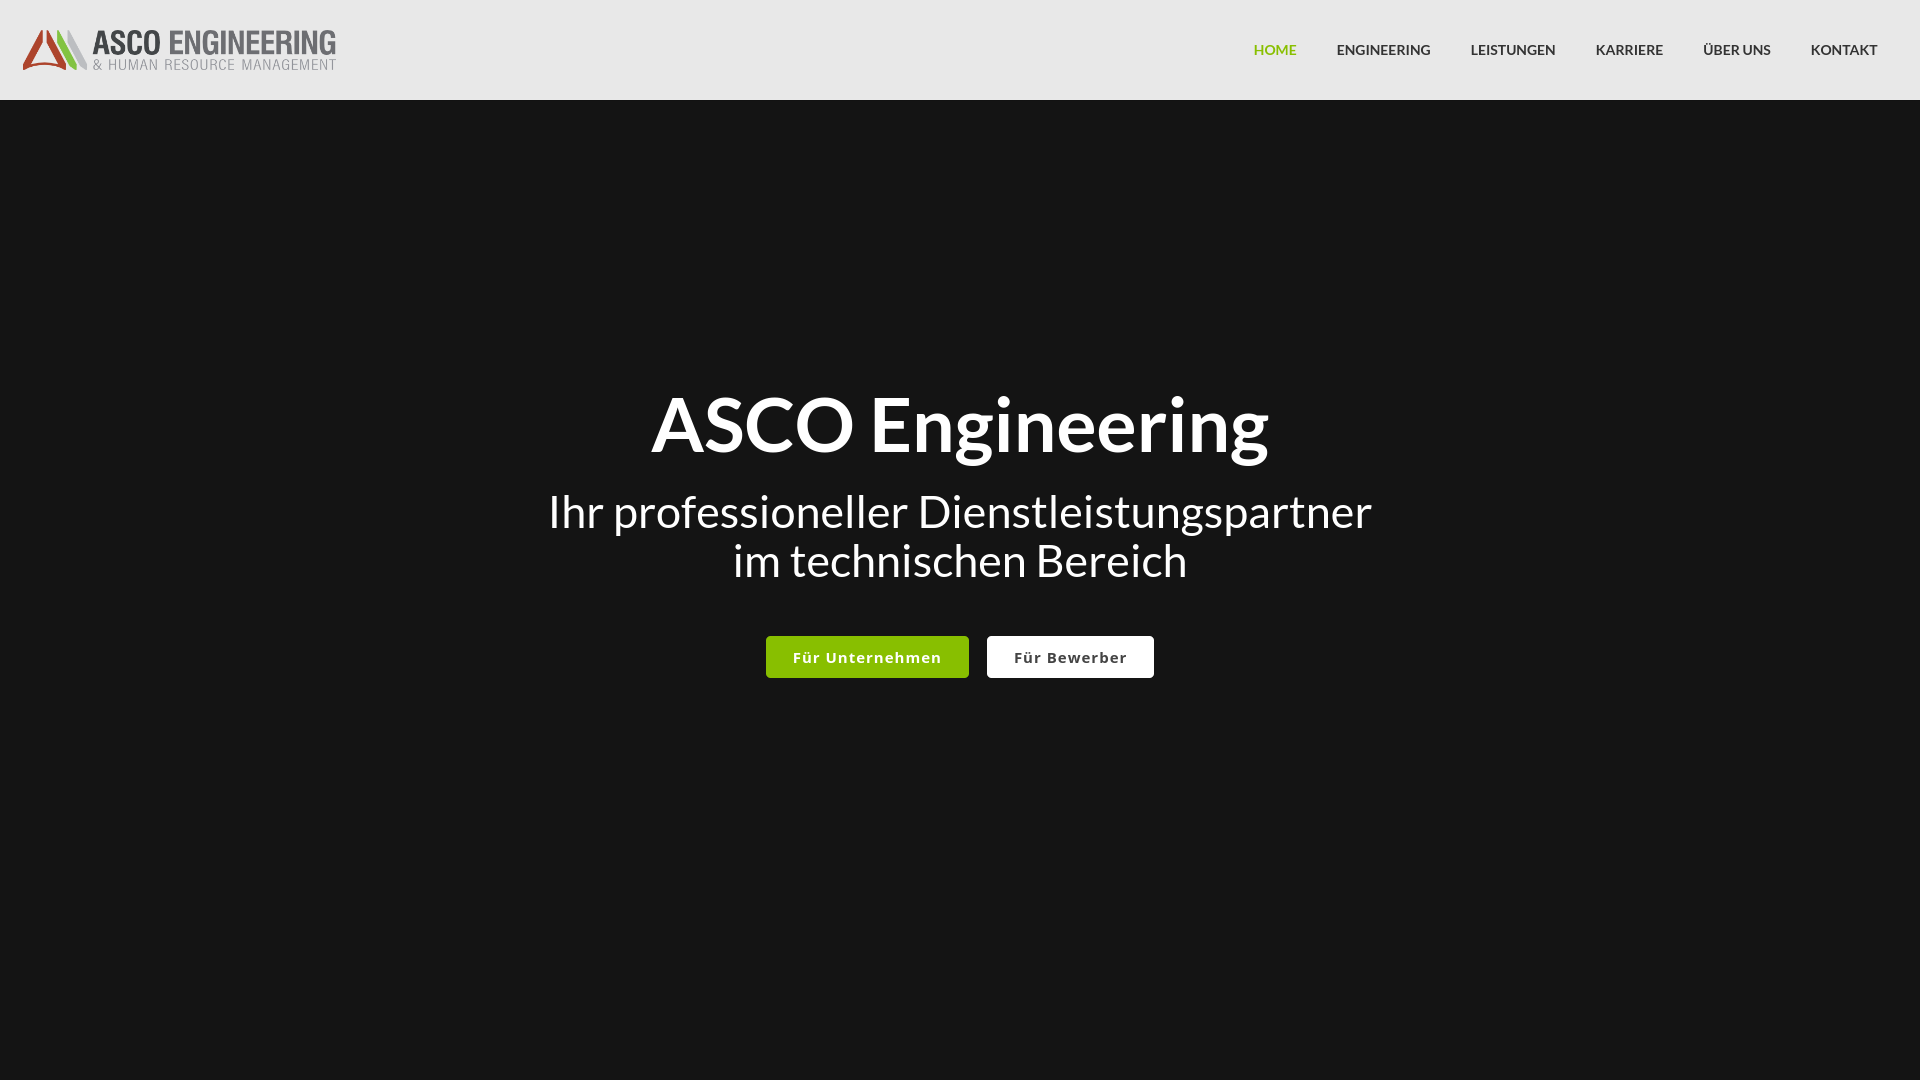 ASCO ENGINEERING
& HUMAN RESOURCE MANAGEMENT
HOME ENGINEERING LEISTUNGEN KARRIERE ÜBER UNS KONTAKT
ASCO Engineering
Ihr professioneller Dienstleistungspartner
im technischen Bereich
Für Unternehmen Für Bewerber